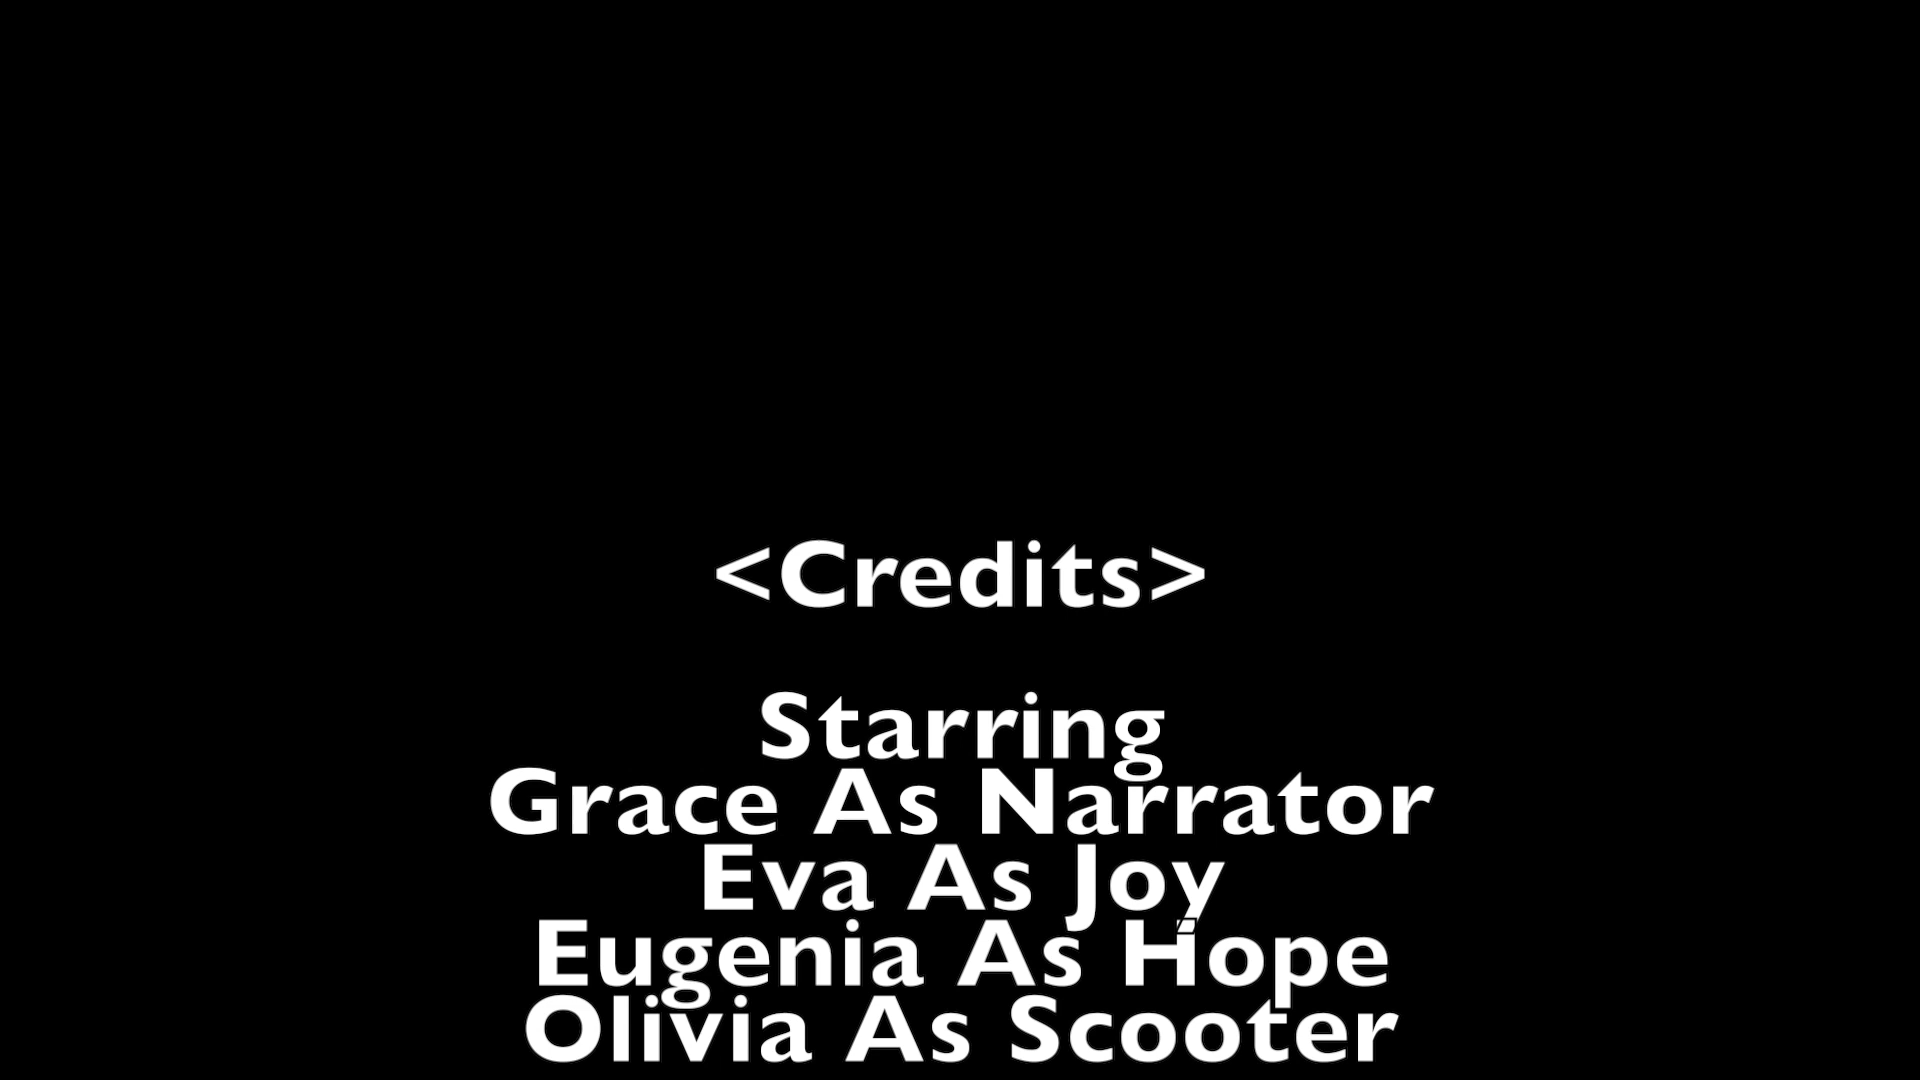 <Credits>
Starring
Grace As Narrator
Eva As Joy
Eugenia As Hope
Olivia As Scooter